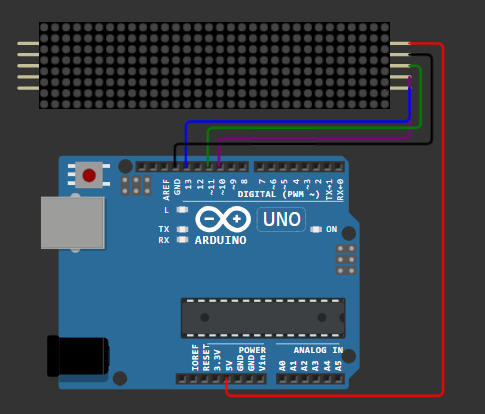 AREF
GND
13
12
~11
~10
~9
8
7
~6
~5
4
~3
2
TX→1
RX←0
DIGITAL (PWM ~)
L
TX
RX
UNO
ARDUINO
ON
IOREF
RESET
3.3V
5V
GND
GND
Vin
POWER
ANALOG IN
A0
A1
A2
A3
A4
A5